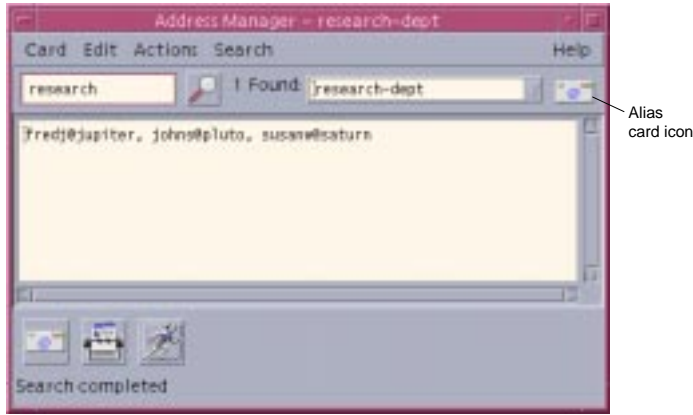 Address Manager – research-dept
Card Edit Actions Search Help
research 1 Found: research-dept
Alias
card icon
fredj@jupiter, johns@pluto, susanw@saturn
Search completed